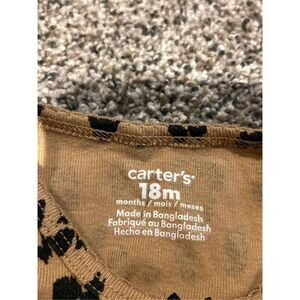 carter's
18m
months / mois / meses
Made in Bangladesh
Fabriqué au Bangladesh
Hecho en Bangladesh